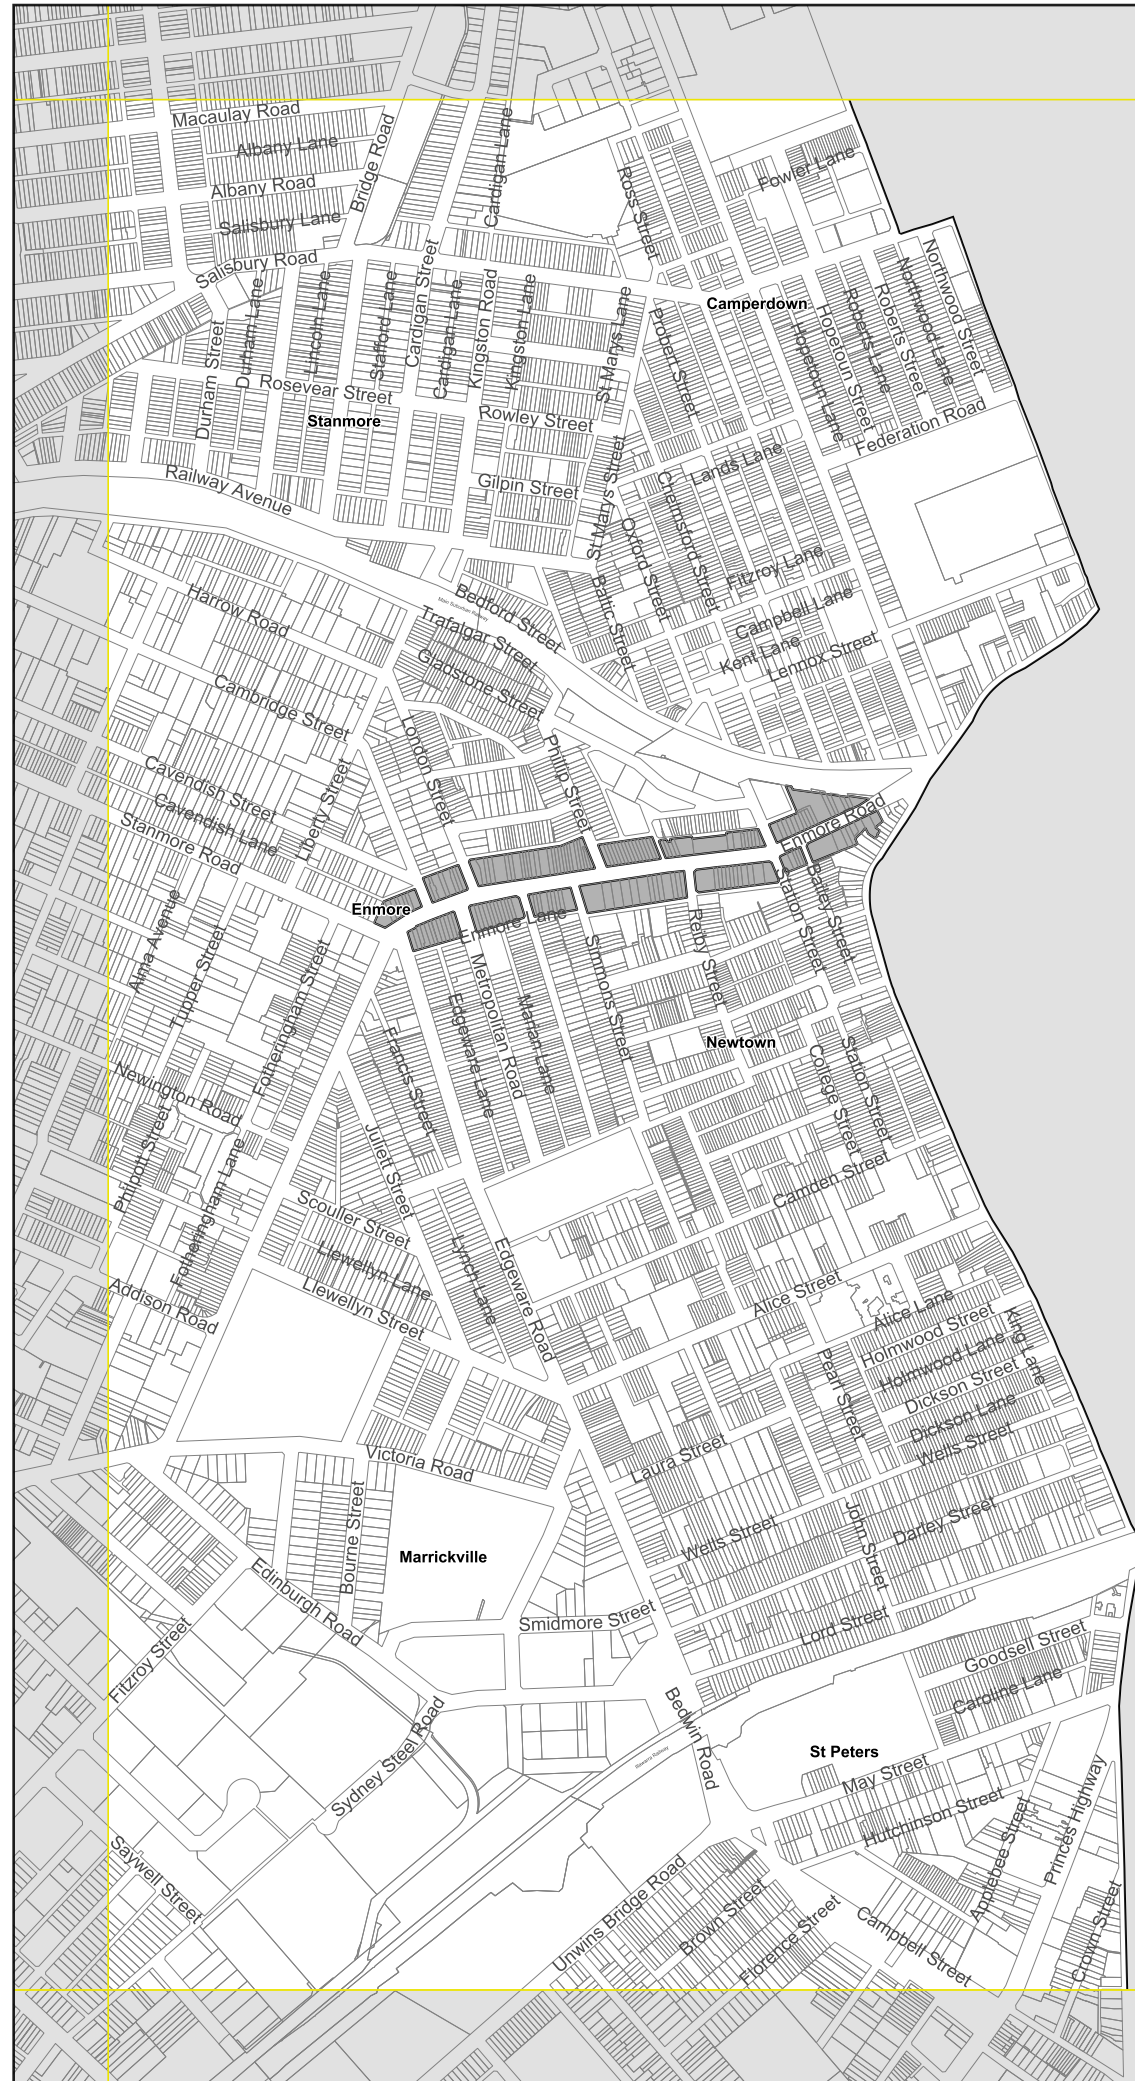 Macaulay Road
Albany Lane
Albany Road
Salisbury Lane
Salisbury Road
Bridge Road
Cardigan Lane
Ross Street
Fowler Lane
Northwood Street
Northwood Lane
Roberts Street
Roberts Lane
Hopetoun Street
Hopetoun Lane
Camperdown
Federation Road
Durham Street
Durham Lane
Lincoln Lane
Stafford Lane
Cardigan Street
Cardigan Lane
Kingston Road
Kingston Lane
St Marys Lane
Probert Street
Rosevear Street
Stanmore
Rowley Street
Railway Avenue
Gilpin Street
St Marys Street
Lands Lane
Chelmsford Street
Oxford Street
Fitzroy Lane
Campbell Lane
Kent Lane
Lennox Street
Baltic Street
Bedford Street
Main Suburban Railway
Trafalgar Street
Gladstone Street
Harrow Road
Cambridge Street
London Street
Phillip Street
Cavendish Street
Cavendish Lane
Liberty Street
Stanmore Road
Enmore Road
Enmore
Enmore Lane
Station Street
Bailey Street
Reiby Street
Simmons Street
Alma Avenue
Tupper Street
Fotheringham Street
Metropolitan Road
Edgeware Lane
Marian Lane
Francis Street
Newtown
College Street
Station Street
Newington Road
Philpott Street
Fotheringham Lane
Juliett Street
Camden Street
Scouller Street
Llewellyn Lane
Llewellyn Street
Lynch Lane
Edgeware Road
Addison Road
Alice Street
Alice Lane
Holmwood Street
Holmwood Lane
King Lane
Dickson Street
Dickson Lane
Wells Street
Pearl Street
Laura Street
Victoria Road
Bourne Street
Wells Street
John Street
Darley Street
Marrickville
Edinburgh Road
Smidmore Street
Lord Street
Fitzroy Street
Goodsell Street
Caroline Lane
Bedwin Road
Sydney Steel Road
Illawarra Railway
St Peters
May Street
Hutchinson Street
Applebee Street
Princes Highway
Saywell Street
Unwins Bridge Road
Brown Street
Florence Street
Campbell Street
Crown Street